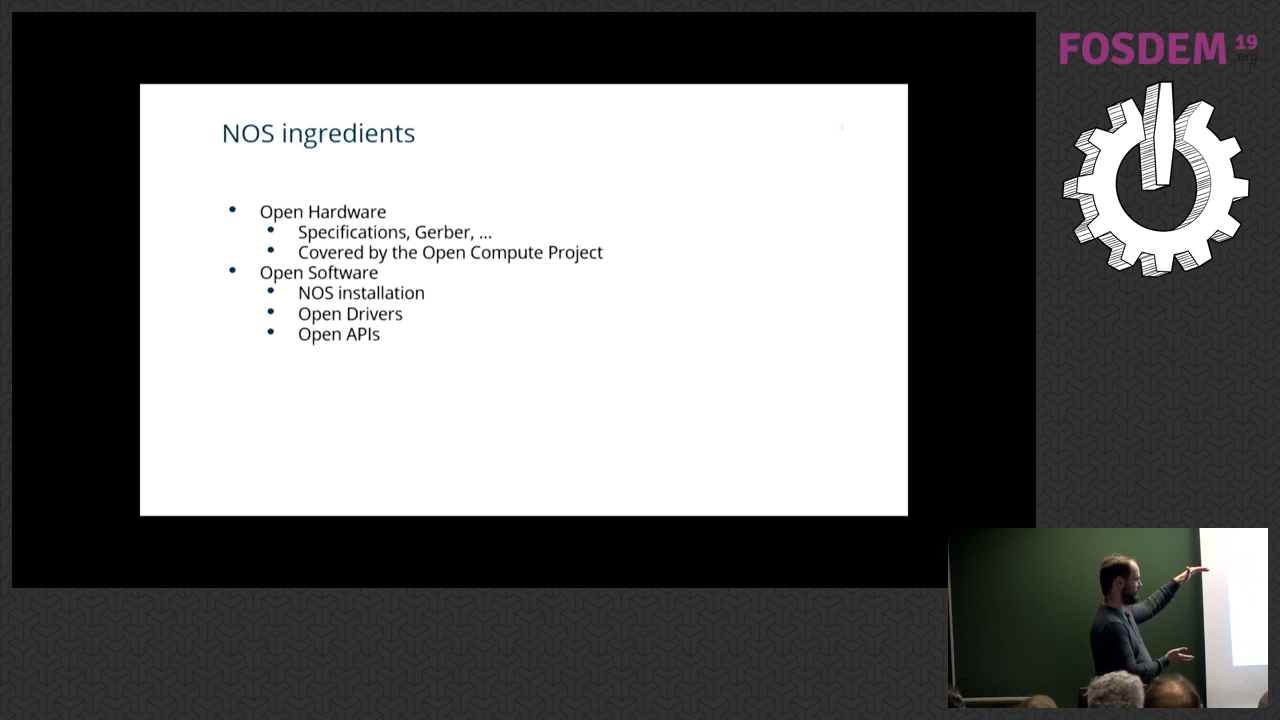 NOS ingredients
4
Open Hardware
Specifications, Gerber, ...
Covered by the Open Compute Project
Open Software
NOS installation
Open Drivers
Open APIs
FOSDEM 19
.org